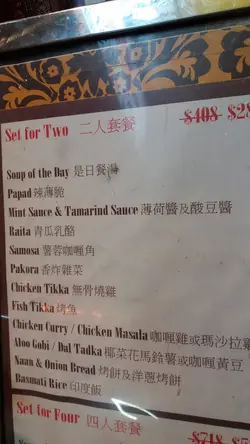 Set for Two 二人套餐 $408 $28
Soup of the Day 是日餐湯
Papad 辣薄脆
Mint Sauce & Tamarind Sauce 薄荷醬及酸豆醬
Raita 青瓜乳酪
Samosa 薯蓉咖喱角
Pakora 香炸雜菜
Chicken Tikka 無骨燒雞
Fish Tikka 烤魚
Chicken Curry / Chicken Masala 咖喱雞或瑪沙拉雞
Aloo Gobi / Dal Tadka 椰菜花馬鈴薯或咖喱黃豆
Naan & Onion Bread 烤餅及洋蔥烤餅
Basmati Rice 印度飯
Set for Four 四人套餐 $748